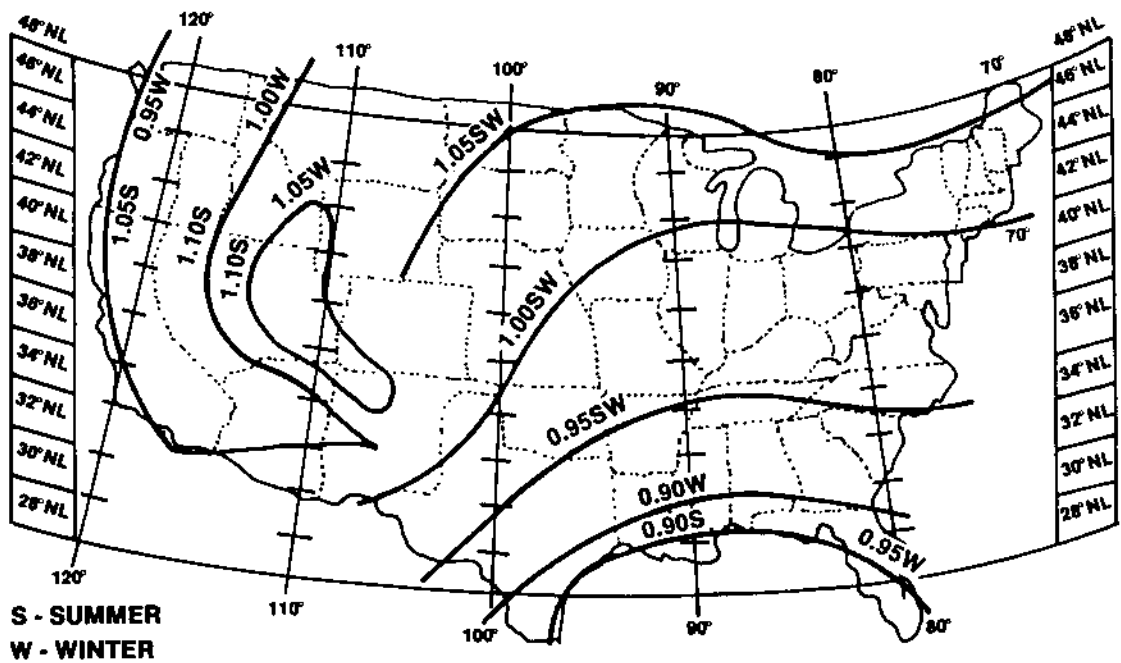 48°NL
120°
110°
100°
90°
80°
70°
48°NL
46°NL
46°NL
44°NL
44°NL
42°NL
42°NL
40°NL
40°NL
38°NL
38°NL
36°NL
36°NL
34°NL
34°NL
32°NL
32°NL
30°NL
30°NL
28°NL
28°NL
0.95W
1.00W
1.05SW
1.05W
1.05S
1.10S
1.10S
70°
1.00SW
0.95SW
0.90W
0.90S
0.95W
120°
110°
100°
90°
80°
S - SUMMER
W - WINTER